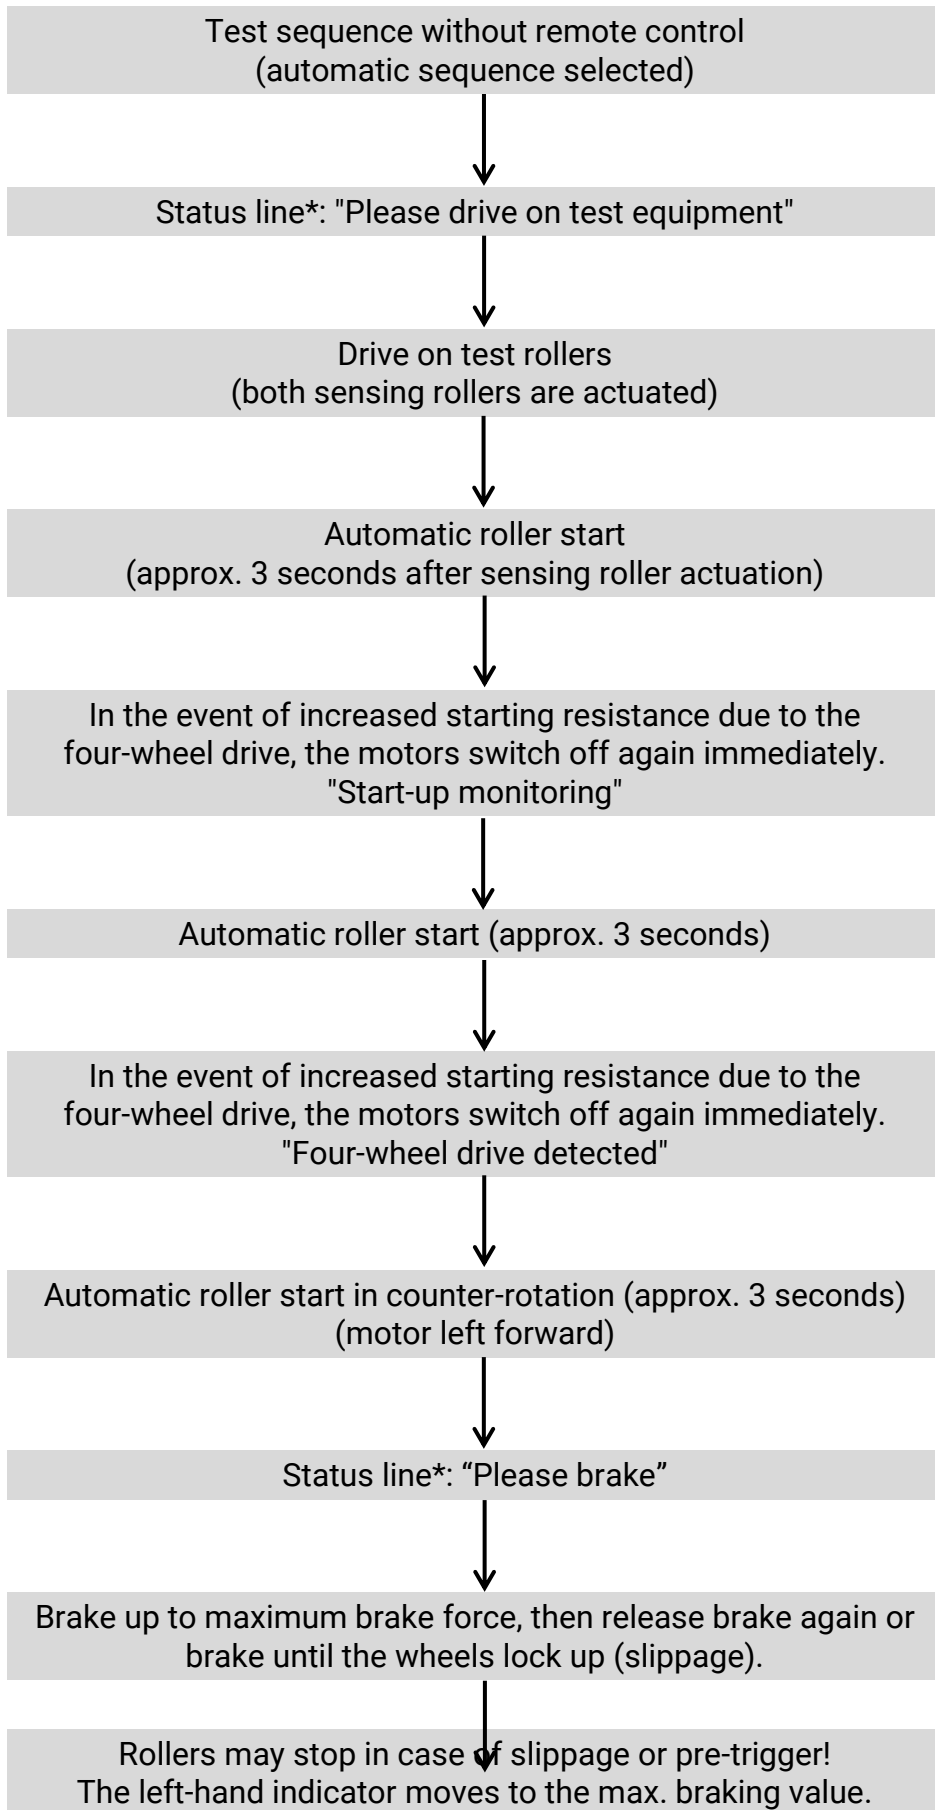 Test sequence without remote control
(automatic sequence selected)
Status line*: "Please drive on test equipment"
Drive on test rollers
(both sensing rollers are actuated)
Automatic roller start
(approx. 3 seconds after sensing roller actuation)
In the event of increased starting resistance due to the
four-wheel drive, the motors switch off again immediately.
"Start-up monitoring"
Automatic roller start (approx. 3 seconds)
In the event of increased starting resistance due to the
four-wheel drive, the motors switch off again immediately.
"Four-wheel drive detected"
Automatic roller start in counter-rotation (approx. 3 seconds)
(motor left forward)
Status line*: “Please brake”
Brake up to maximum brake force, then release brake again or
brake until the wheels lock up (slippage).
Rollers may stop in case of slippage or pre-trigger!
The left-hand indicator moves to the max. braking value.